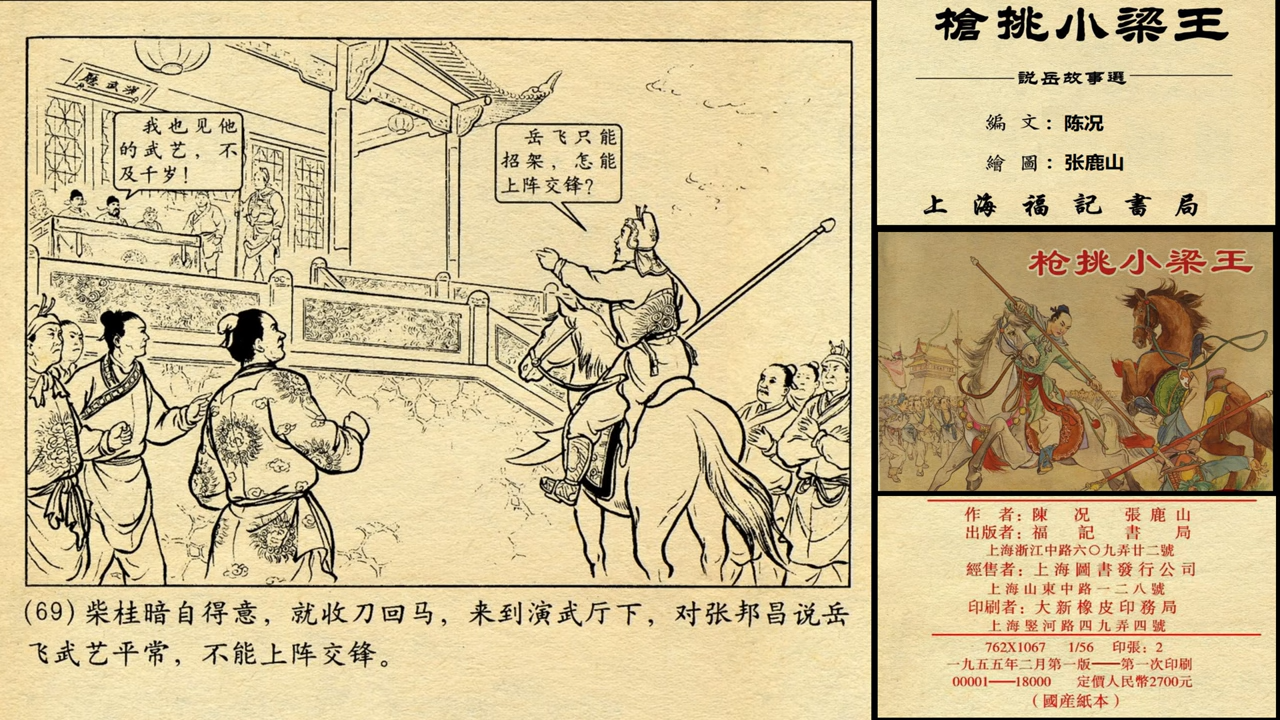 演武廳
我也见他
的武艺，不
及千岁！
岳飞只能
招架，怎能
上阵交锋？
(69) 柴桂暗自得意，就收刀回马，来到演武厅下，对张邦昌说岳
飞武艺平常，不能上阵交锋。
槍挑小梁王
説岳故事選
編 文：陈况
繪 圖：张鹿山
上海福記書局
枪挑小梁王
作 者：陳 况 張鹿山
出版者：福 記 書 局
上海浙江中路六〇九弄廿二號
經售者：上海圖書發行公司
上海山東中路一二八號
印刷者：大新橡皮印務局
上海竪河路四九弄四號
762X1067 1/56 印張：2
一九五五年二月第一版——第一次印刷
00001——18000 定價人民幣2700元
（國産紙本）